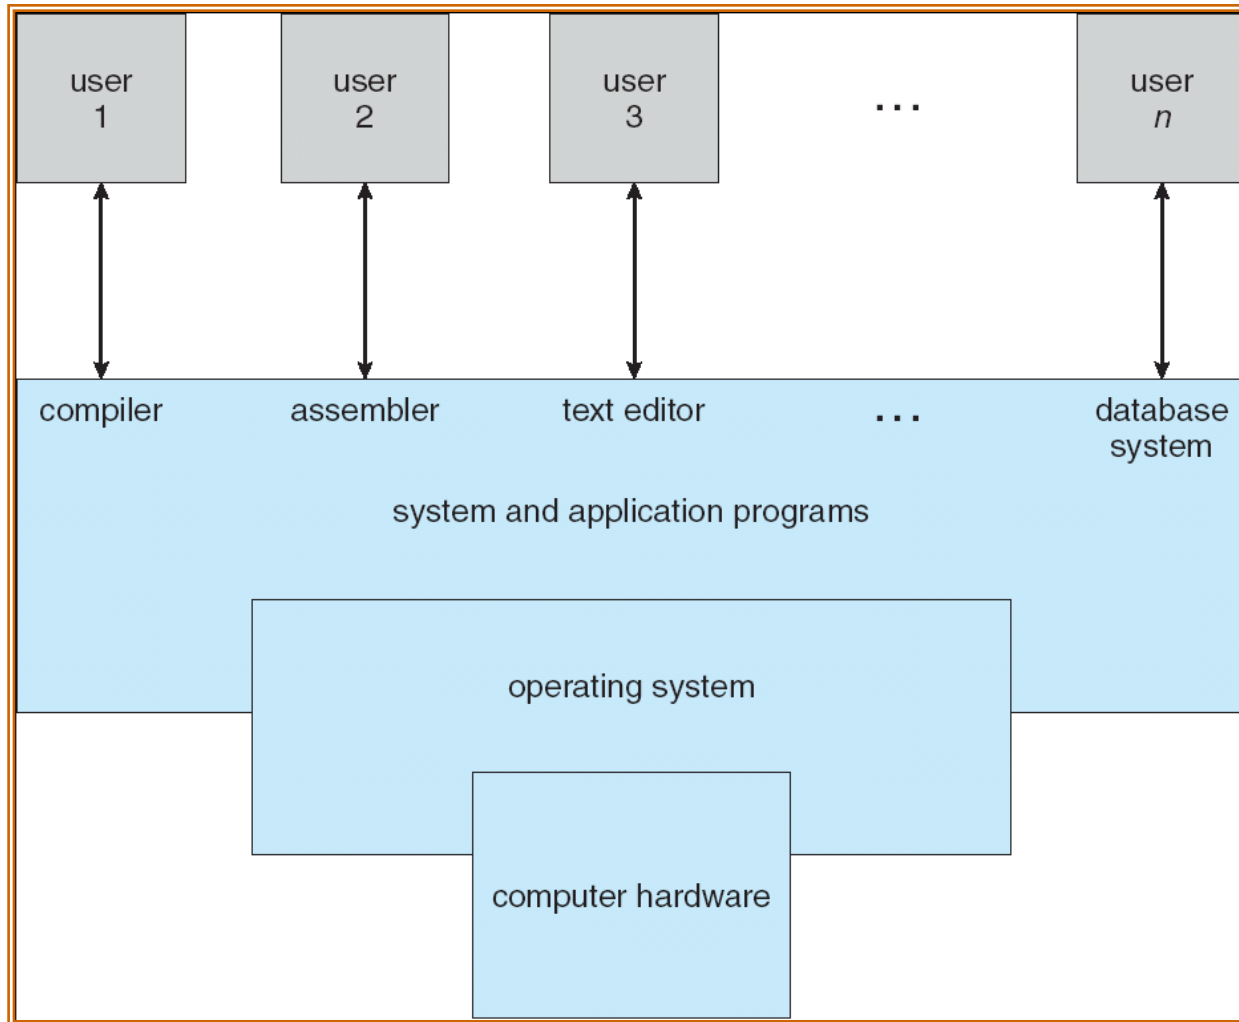 user
1
user
2
user
3
...
user
n
compiler
assembler
text editor
...
database
system
system and application programs
operating system
computer hardware